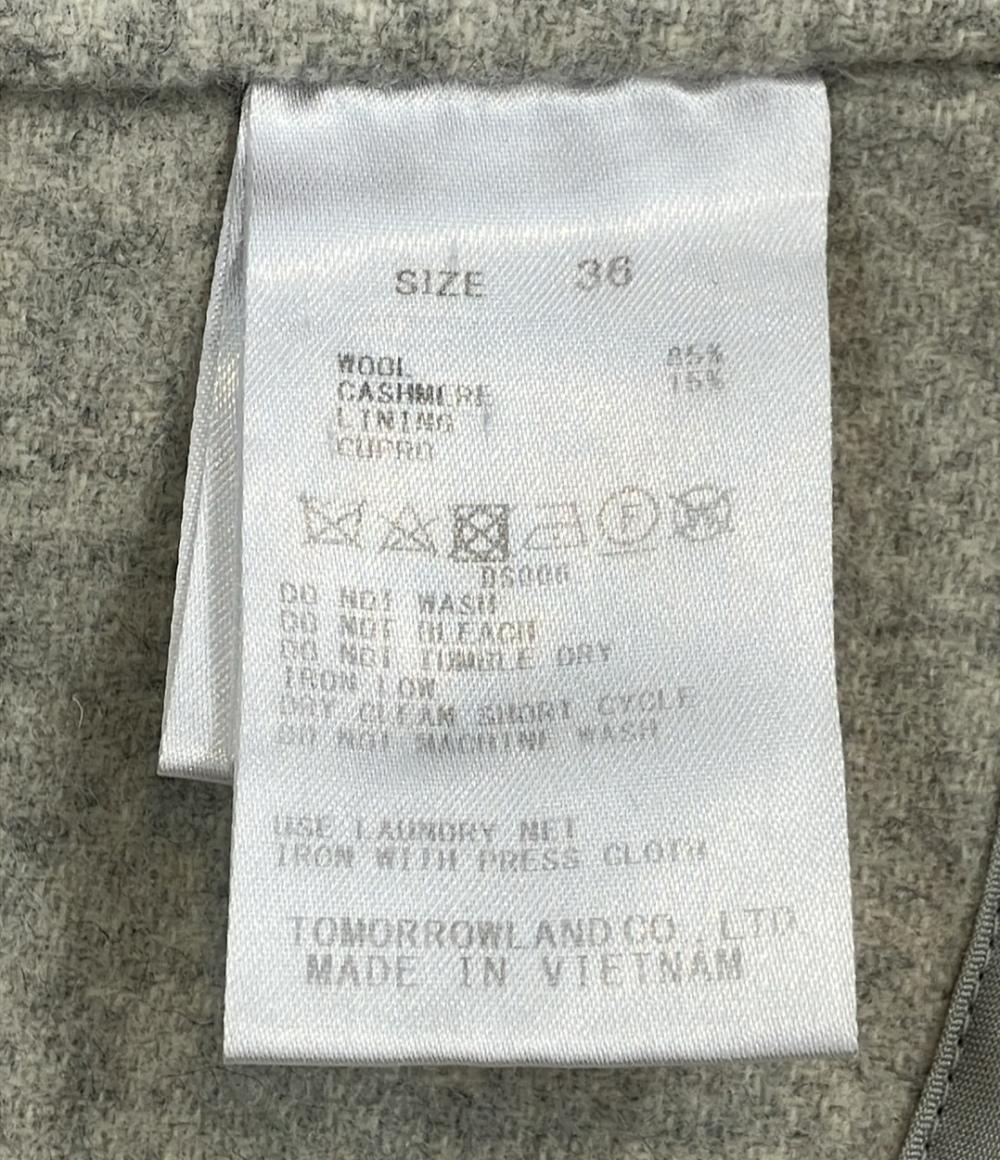 SIZE 36
WOOL 85%
CASHMERE 15%
LINING
CUPRO
F
DS006
DO NOT WASH
DO NOT BLEACH
DO NOT TUMBLE DRY
IRON LOW
DRY CLEAN SHORT CYCLE
DO NOT MACHINE WASH
USE LAUNDRY NET
IRON WITH PRESS CLOTH
TOMORROWLAND CO., LTD.
MADE IN VIETNAM